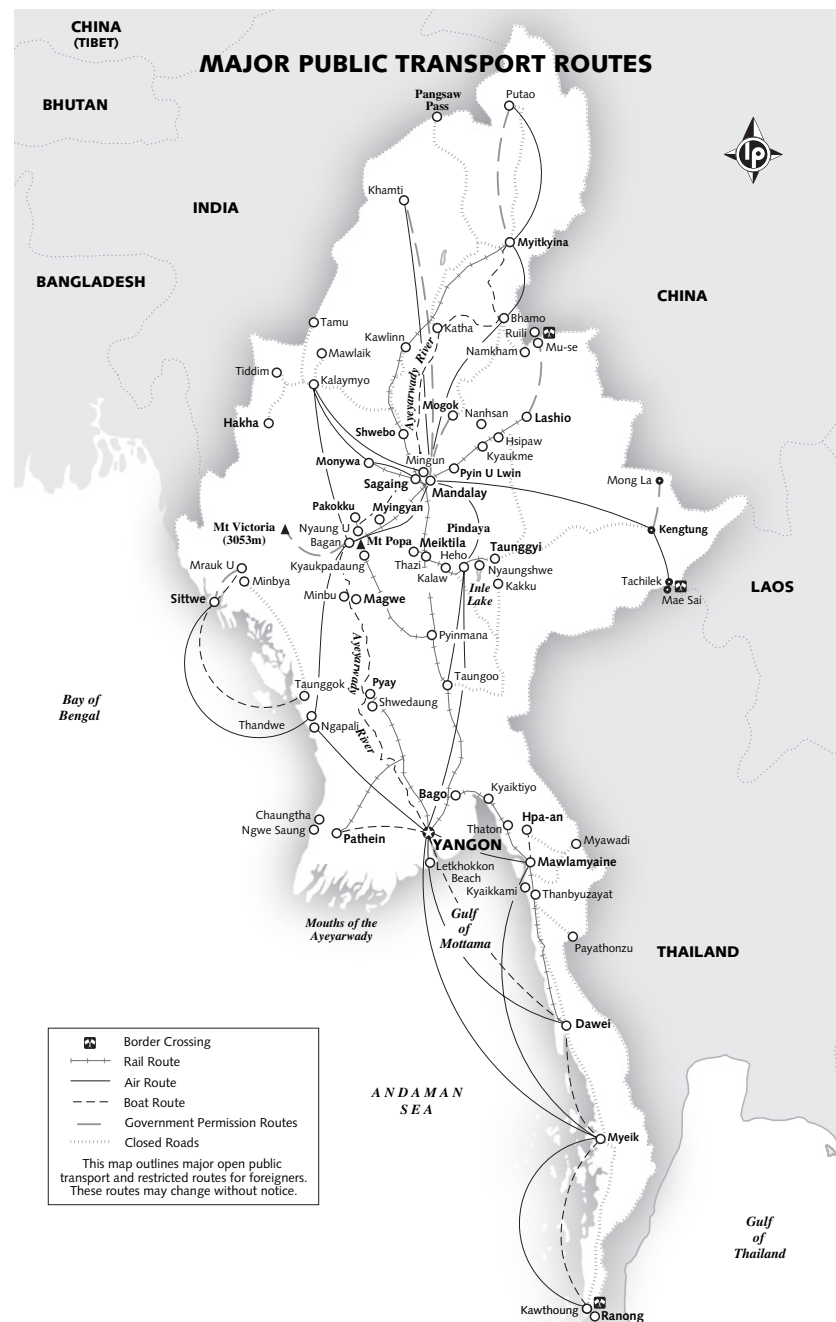 MAJOR PUBLIC TRANSPORT ROUTES
CHINA
(TIBET)
BHUTAN
INDIA
BANGLADESH
CHINA
LAOS
THAILAND
lp
Pangsaw
Pass
Putao
Khamti
Myitkyina
Tamu
Mawlaik
Kawlinn
Katha
Bhamo
Ruili
Mu-se
Namkham
Tiddim
Kalaymyo
Ayeyarwady River
Mogok
Nanhsan
Lashio
Hakha
Shwebo
Hsipaw
Kyaukme
Monywa
Mingun
Pyin U Lwin
Sagaing
Mandalay
Mong La
Pakokku
Myingyan
Mt Victoria
(3053m)
Nyaung U
Bagan
Mt Popa
Pindaya
Meiktila
Heho
Taunggyi
Kengtung
Mrauk U
Minbya
Kyaukpadaung
Thazi
Kalaw
Nyaungshwe
Inle
Lake
Kakku
Tachilek
Mae Sai
Sittwe
Minbu
Magwe
Pyinmana
Ayeyarwady
River
Taunggok
Pyay
Shwedaung
Taungoo
Bay of
Bengal
Thandwe
Ngapali
Bago
Kyaiktiyo
Chaungtha
Ngwe Saung
Pathein
YANGON
Thaton
Hpa-an
Myawadi
Letkhokkon
Beach
Mawlamyaine
Kyaikkami
Thanbyuzayat
Mouths of the
Ayeyarwady
Gulf
of
Mottama
Payathonzu
Dawei
ANDAMAN
SEA
Myeik
Gulf
of
Thailand
Kawthoung
Ranong
Border Crossing
Rail Route
Air Route
Boat Route
Government Permission Routes
Closed Roads
This map outlines major open public
transport and restricted routes for foreigners.
These routes may change without notice.